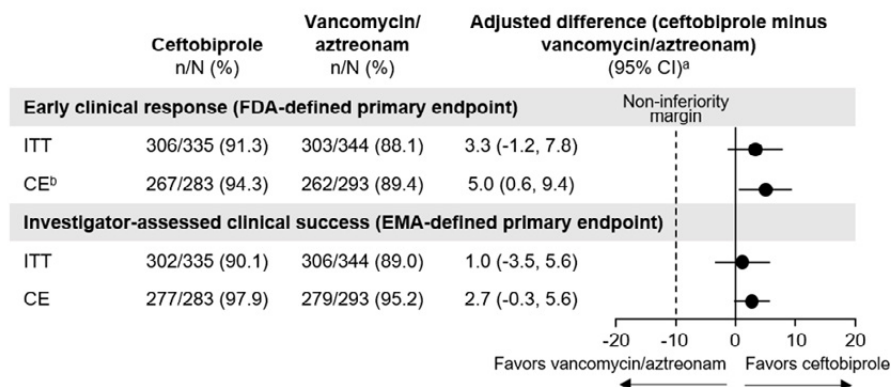 Ceftobiprole n/N (%)
Vancomycin/ aztreonam n/N (%)
Adjusted difference (ceftobiprole minus vancomycin/aztreonam) (95% CI)ᵃ
Early clinical response (FDA-defined primary endpoint)
Non-inferiority margin
ITT 306/335 (91.3) 303/344 (88.1) 3.3 (-1.2, 7.8)
CEᵇ 267/283 (94.3) 262/293 (89.4) 5.0 (0.6, 9.4)
Investigator-assessed clinical success (EMA-defined primary endpoint)
ITT 302/335 (90.1) 306/344 (89.0) 1.0 (-3.5, 5.6)
CE 277/283 (97.9) 279/293 (95.2) 2.7 (-0.3, 5.6)
-20 -10 0 10 20
Favors vancomycin/aztreonam Favors ceftobiprole